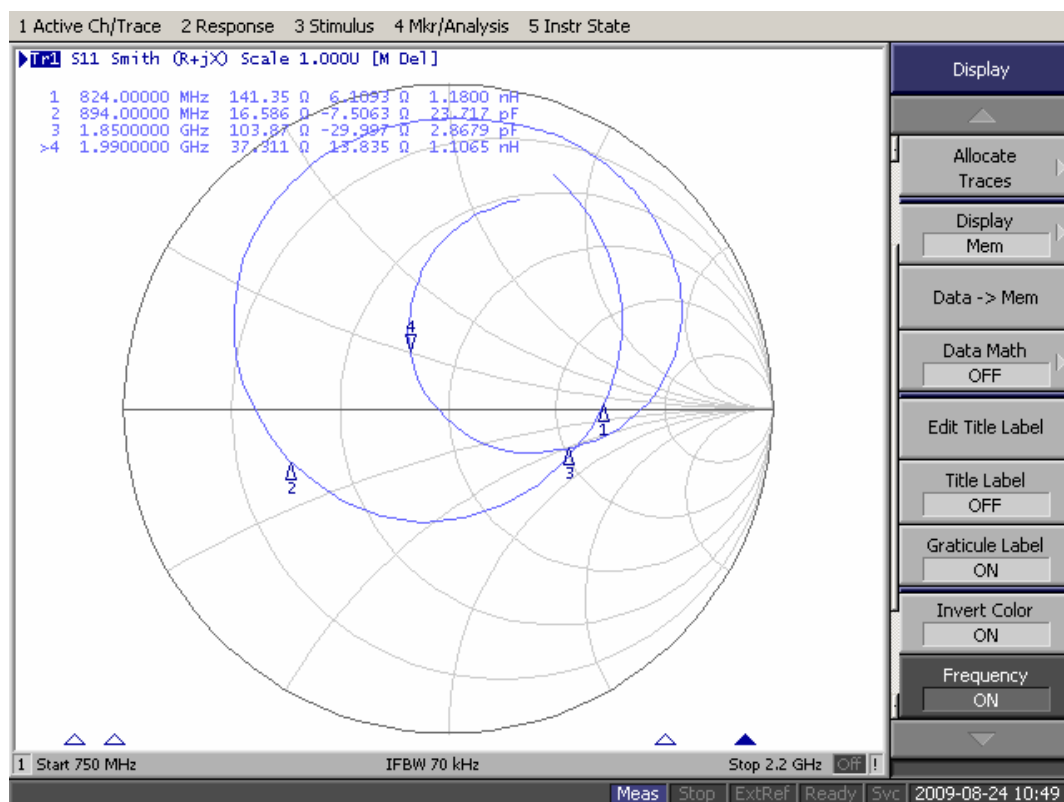 1 Active Ch/Trace 2 Response 3 Stimulus 4 Mkr/Analysis 5 Instr State
Tr1 S11 Smith (R+jX) Scale 1.000U [M Del]
1 824.00000 MHz 141.35 Ω 6.1093 Ω 1.1800 nH
2 894.00000 MHz 16.586 Ω -7.5063 Ω 23.717 pF
3 1.8500000 GHz 103.87 Ω -29.997 Ω 2.8679 pF
>4 1.9900000 GHz 37.311 Ω 13.835 Ω 1.1065 nH
4
1
2
3
Display
Allocate
Traces
Display
Mem
Data -> Mem
Data Math
OFF
Edit Title Label
Title Label
OFF
Graticule Label
ON
Invert Color
ON
Frequency
ON
1 Start 750 MHz IFBW 70 kHz Stop 2.2 GHz Off !
Meas Stop ExtRef Ready Svc 2009-08-24 10:49